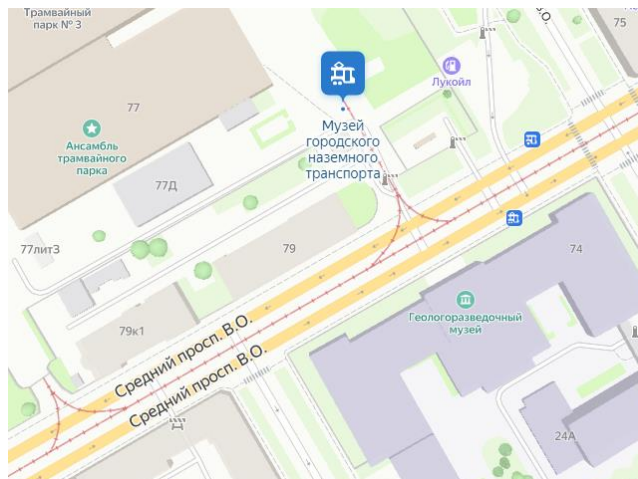 Трамвайный
парк № 3
В.О.
75
77
Лукойл
Ансамбль
трамвайного
парка
Музей
городского
наземного
транспорта
77Д
77литЗ
79
74
Геологоразведочный
музей
79к1
Средний просп. В.О.
Средний просп. В.О.
24А